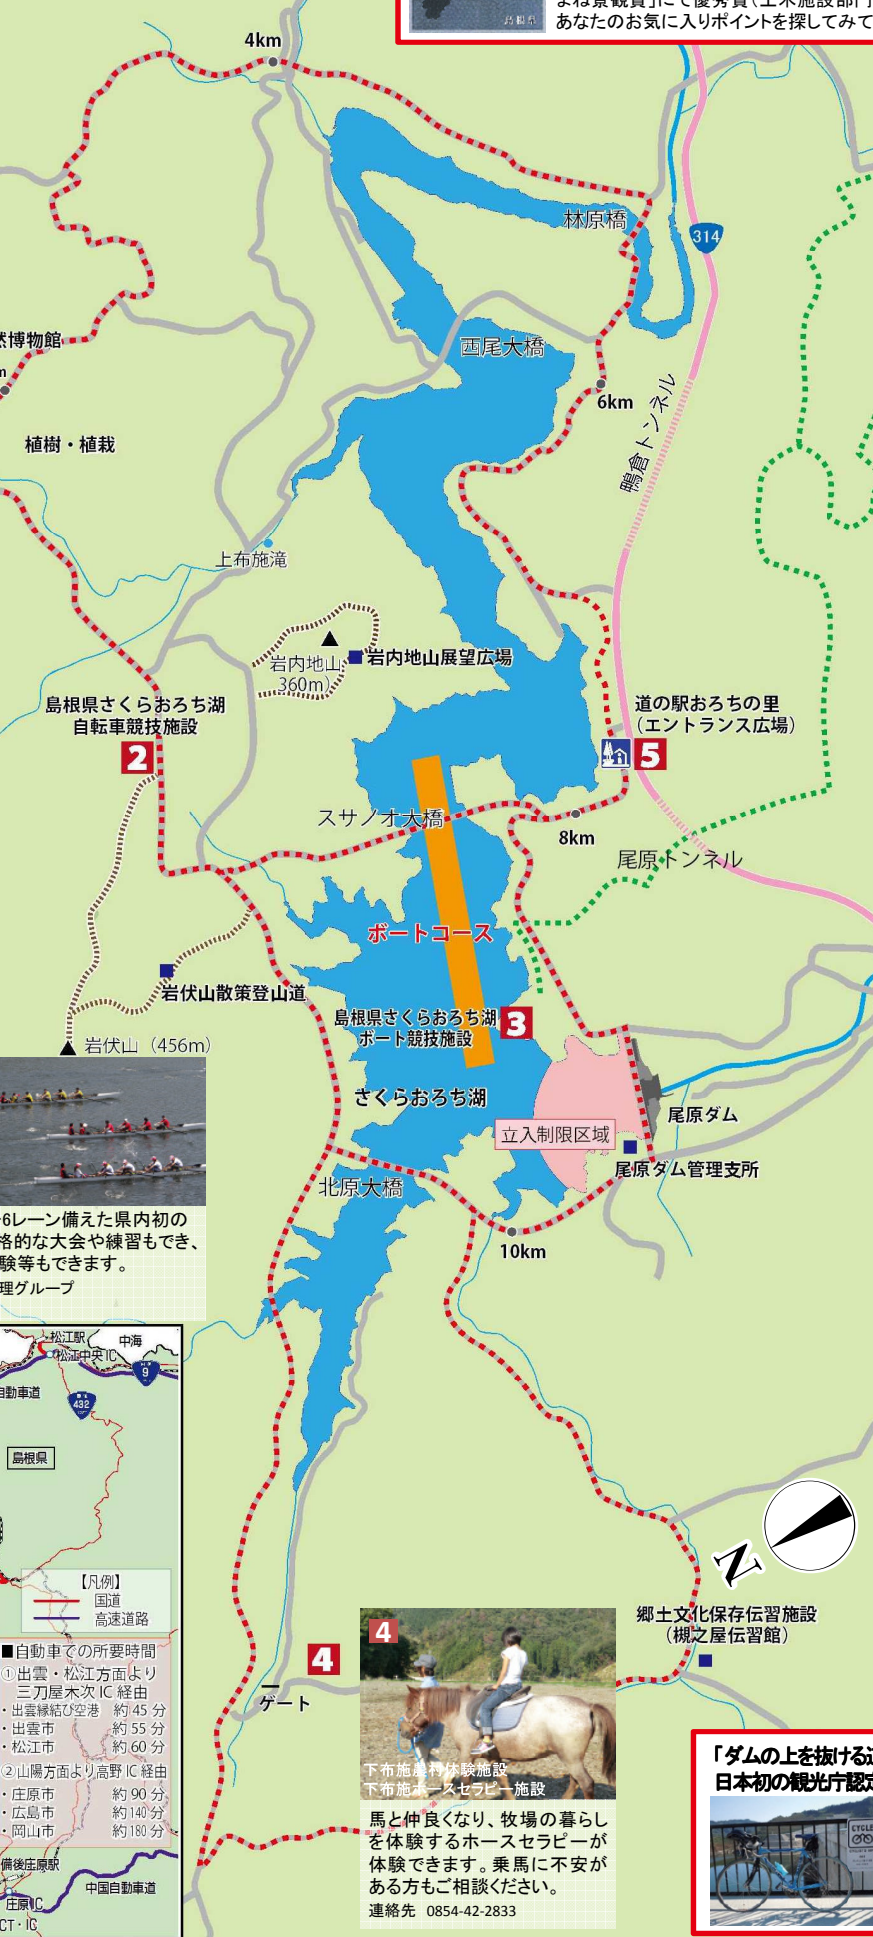 島根県
あなたのお気に入りポイントを探してみて
4km
林原橋
314
西尾大橋
然博物館
6km
鴨倉トンネル
植樹・植栽
上布施滝
岩内地山
360m)
岩内地山展望広場
島根県さくらおろち湖
自転車競技施設
2
道の駅おろちの里
(エントランス広場)
5
スサノオ大橋
8km
尾原トンネル
ボートコース
岩伏山散策登山道
島根県さくらおろち湖
ボート競技施設
3
岩伏山 (456m)
さくらおろち湖
尾原ダム
立入制限区域
尾原ダム管理支所
北原大橋
10km
6レーン備えた県内初の
格的な大会や練習もでき、
験等もできます。
理グループ
松江駅
中海
松江中央IC
9
自動車道
432
島根県
【凡例】
国道
高速道路
■自動車での所要時間
①出雲・松江方面より
三刀屋木次IC経由
・出雲縁結び空港 約45分
・出雲市 約55分
・松江市 約60分
②山陽方面より高野IC経由
・庄原市 約90分
・広島市 約140分
・岡山市 約180分
備後庄原駅
庄原IC
中国自動車道
CT・IC
N
郷土文化保存伝習施設
(槻之屋伝習館)
4
ゲート
4
下布施農村体験施設
下布施ホースセラピー施設
馬と仲良くなり、牧場の暮らし
を体験するホースセラピーが
体験できます。乗馬に不安が
ある方もご相談ください。
連絡先 0854-42-2833
「ダムの上を抜ける
日本初の観光庁認定